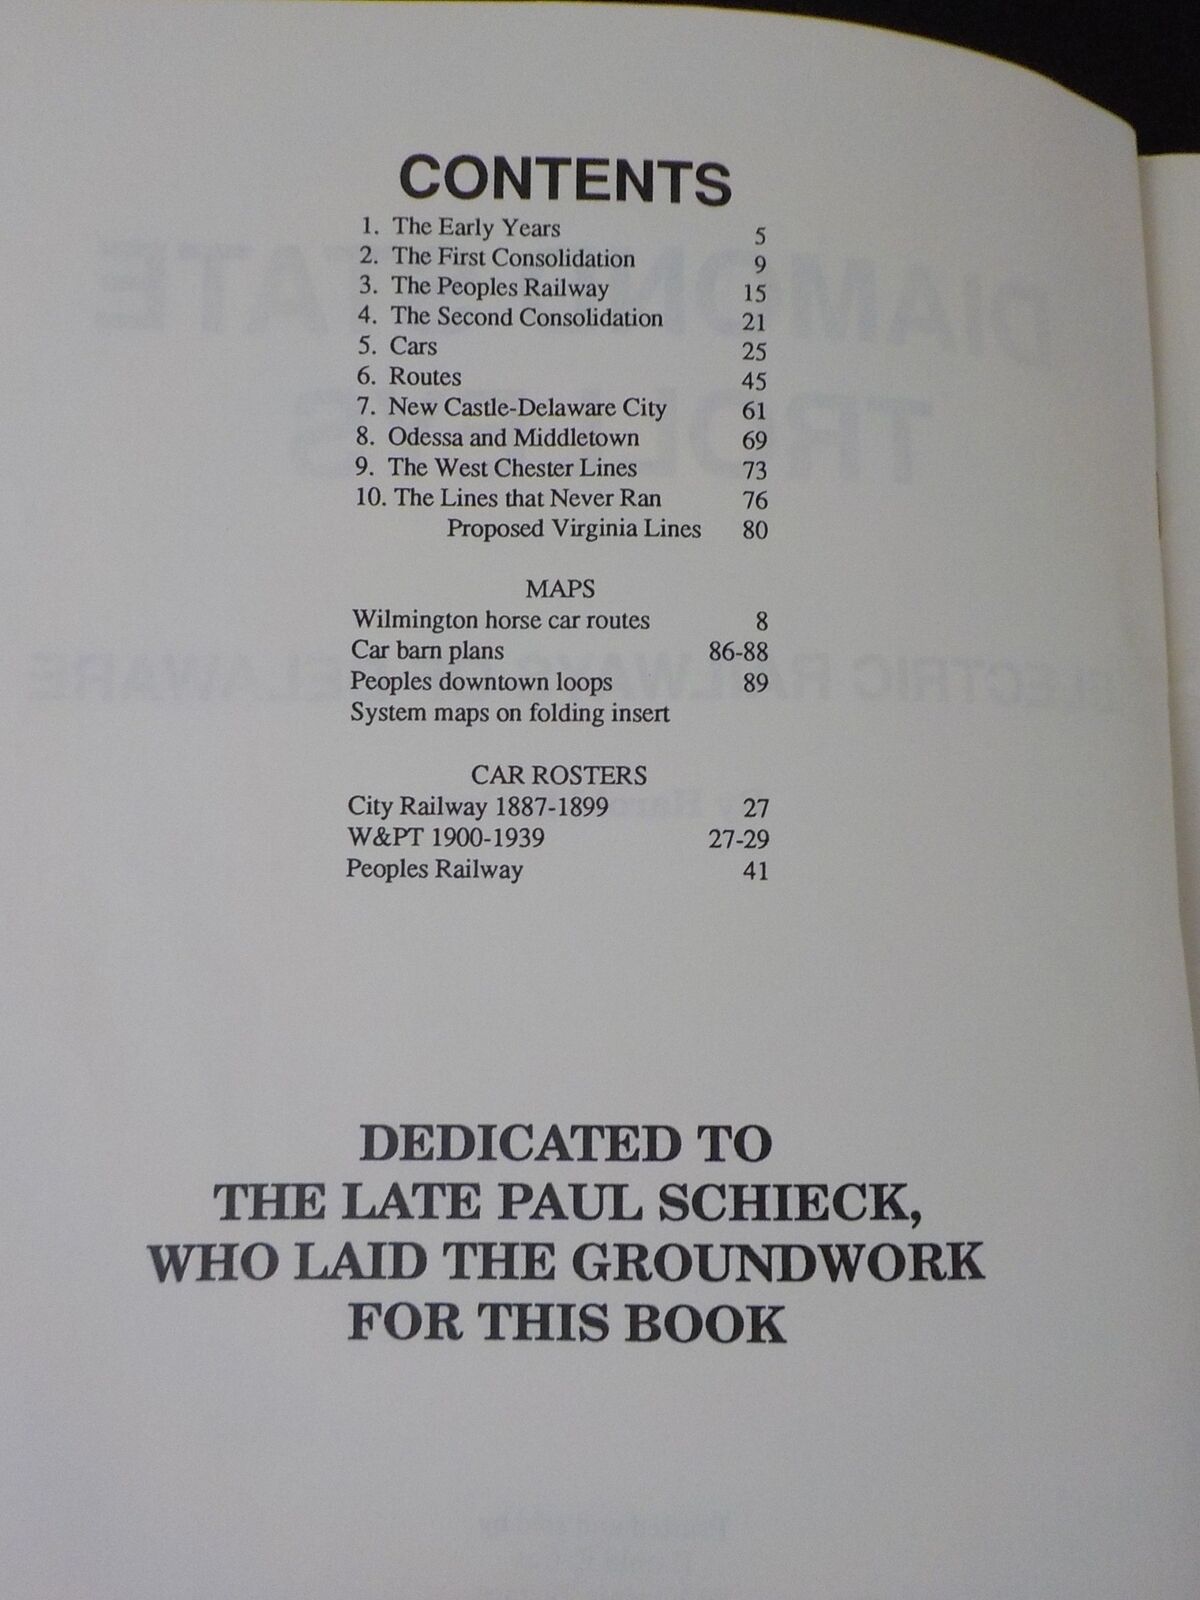 CONTENTS
1. The Early Years 5
2. The First Consolidation 9
3. The Peoples Railway 15
4. The Second Consolidation 21
5. Cars 25
6. Routes 45
7. New Castle-Delaware City 61
8. Odessa and Middletown 69
9. The West Chester Lines 73
10. The Lines that Never Ran 76
Proposed Virginia Lines 80
MAPS
Wilmington horse car routes 8
Car barn plans 86-88
Peoples downtown loops 89
System maps on folding insert
CAR ROSTERS
City Railway 1887-1899 27
W&PT 1900-1939 27-29
Peoples Railway 41
DEDICATED TO
THE LATE PAUL SCHIECK,
WHO LAID THE GROUNDWORK
FOR THIS BOOK